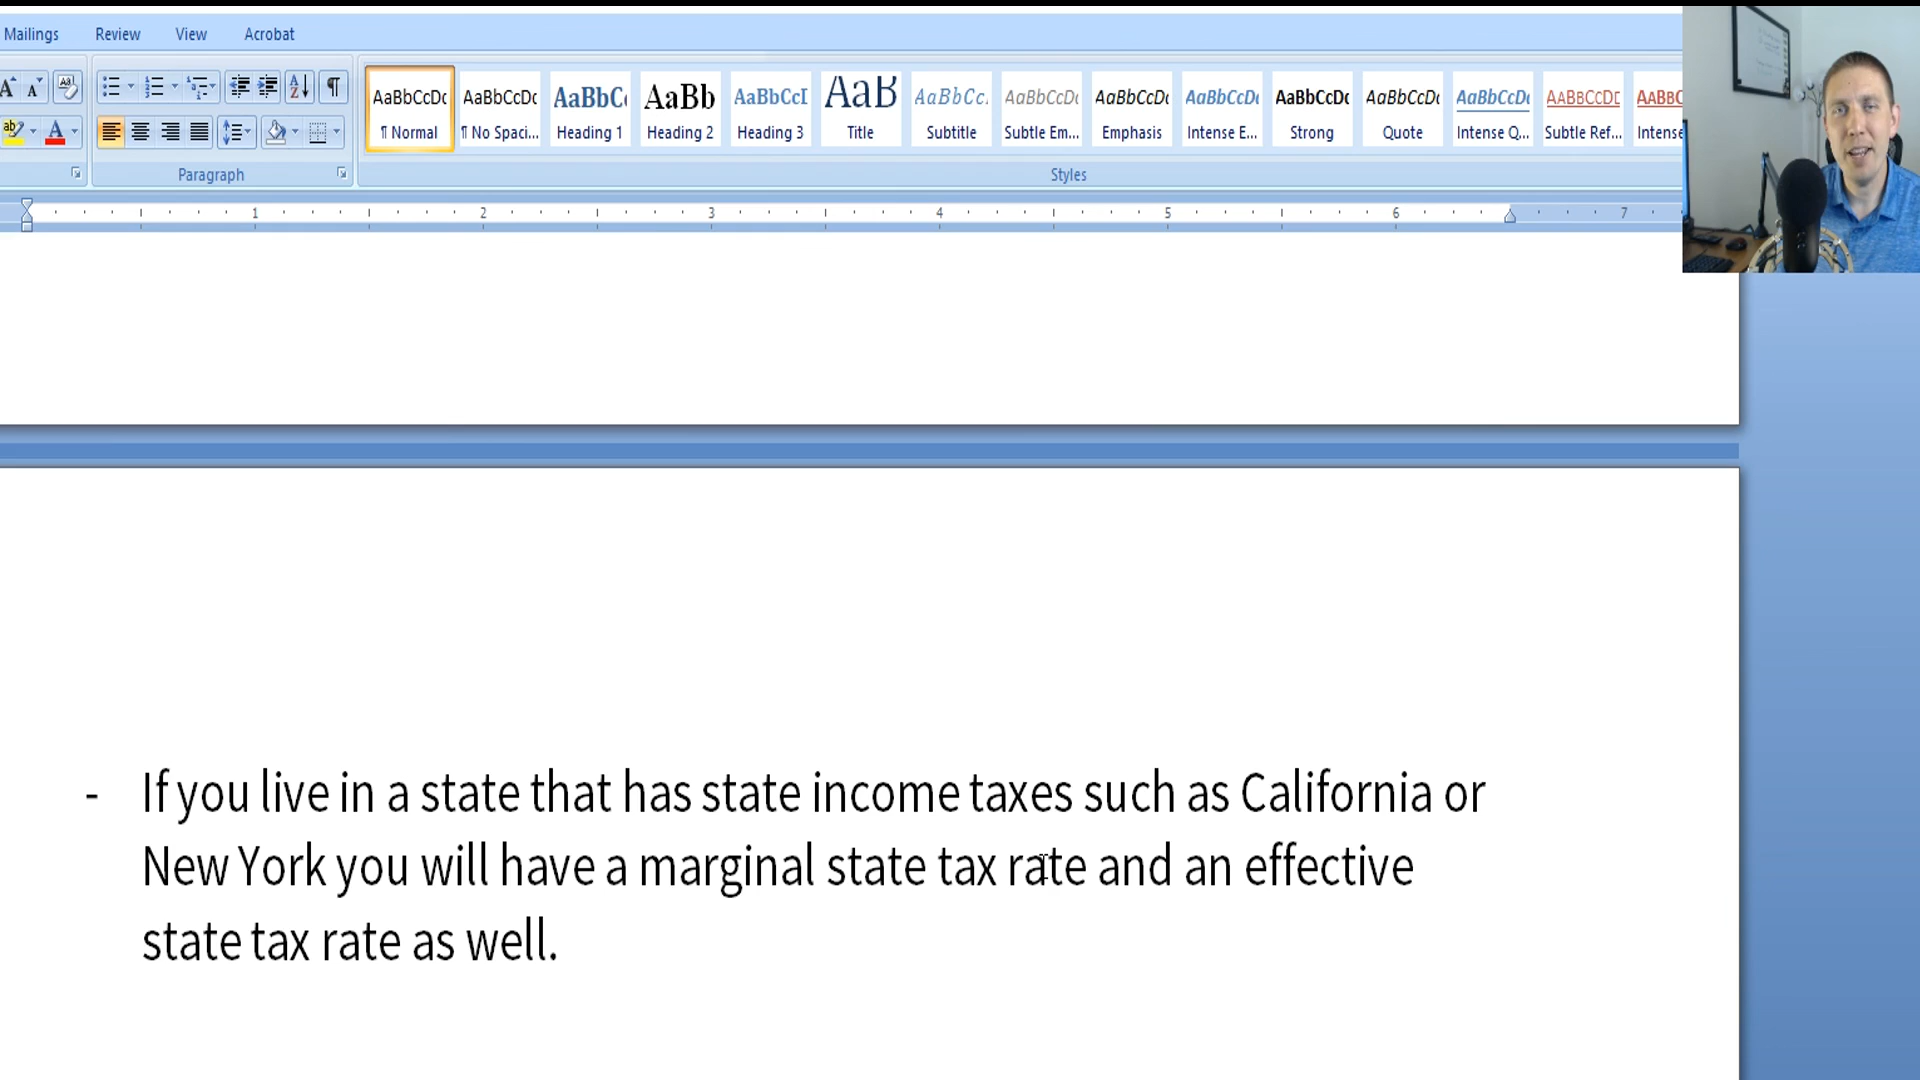 Mailings Review View Acrobat
AaBbCcDc AaBbCcDc AaBbC AaBb AaBbCcI AaB AaBbCc. AaBbCcDc AaBbCcDc AaBbCcDc AaBbCcDc AaBbCcDc AaBbCcDc AABBCCDD AABBC
¶ Normal ¶ No Spaci... Heading 1 Heading 2 Heading 3 Title Subtitle Subtle Em... Emphasis Intense E... Strong Quote Intense Q... Subtle Ref... Intense
Paragraph Styles
1 2 3 4 5 6 7
- If you live in a state that has state income taxes such as California or
New York you will have a marginal state tax rate and an effective
state tax rate as well.